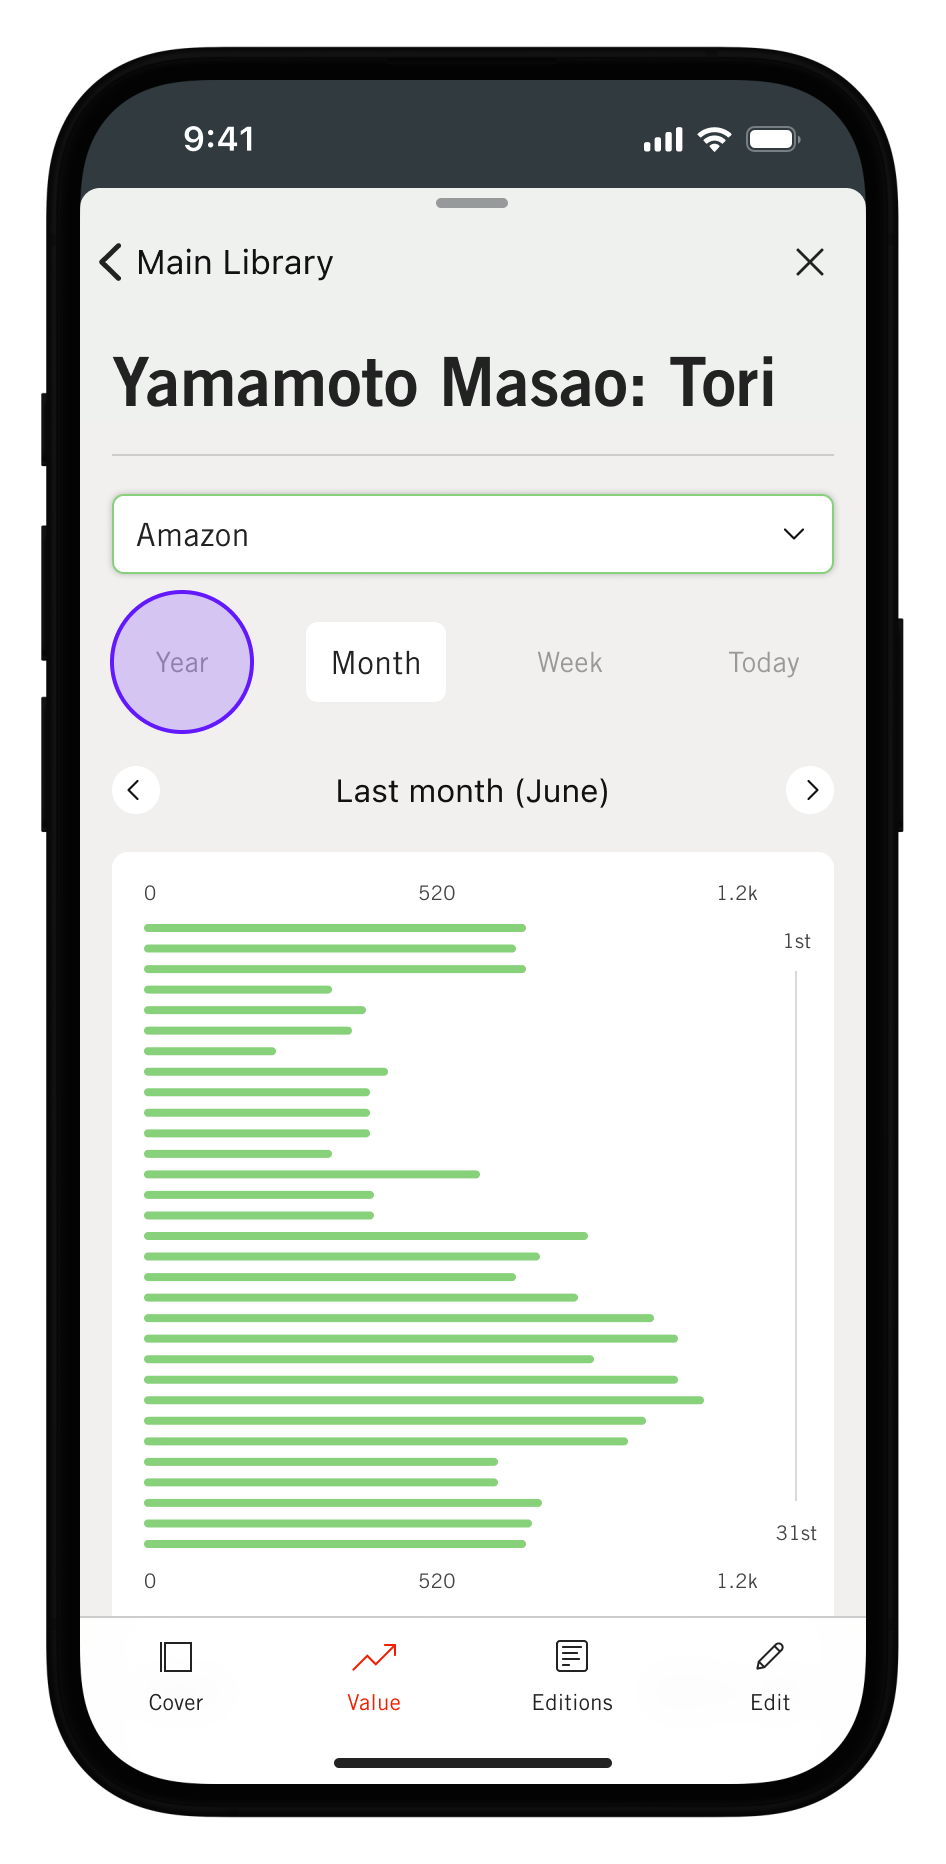 9:41
Main Library
Yamamoto Masao: Tori
Amazon
Year Month Week Today
Last month (June)
0 520 1.2k
1st
31st
0 520 1.2k
Cover Value Editions Edit